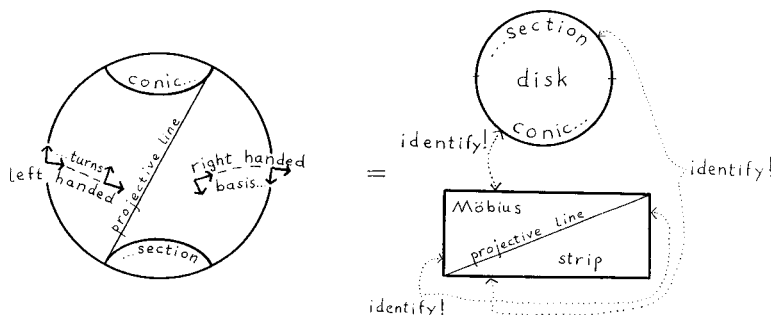 conic...
...turns
left handed
projective line
right handed
basis...
...section
=
...section
disk
conic...
identify!
identify!
Möbius
projective line
strip
identify!